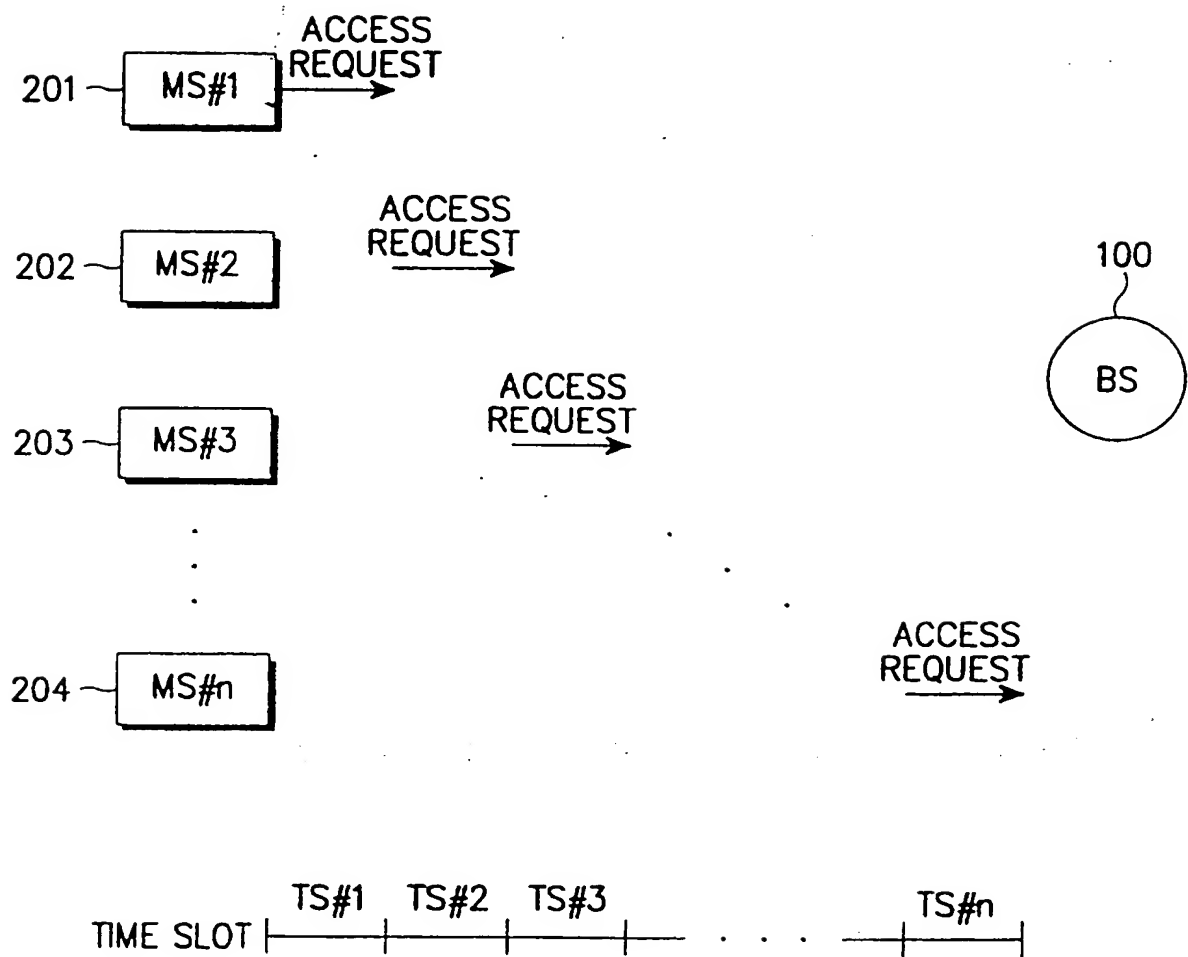 ACCESS
REQUEST
201 MS#1
ACCESS
REQUEST
202 MS#2
100
ACCESS
REQUEST
BS
203 MS#3
ACCESS
REQUEST
204 MS#n
TS#1 TS#2 TS#3 TS#n
TIME SLOT